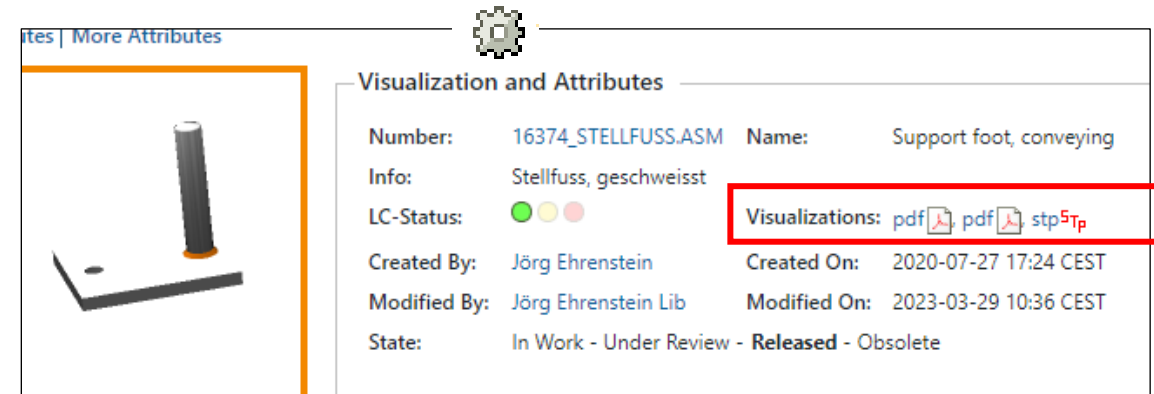 ites | More Attributes
Visualization and Attributes
Number: 16374_STELLFUSS.ASM Name: Support foot, conveying
Info: Stellfuss, geschweisst
LC-Status: Visualizations: pdf, pdf, stp STp
Created By: Jörg Ehrenstein Created On: 2020-07-27 17:24 CEST
Modified By: Jörg Ehrenstein Lib Modified On: 2023-03-29 10:36 CEST
State: In Work - Under Review - Released - Obsolete